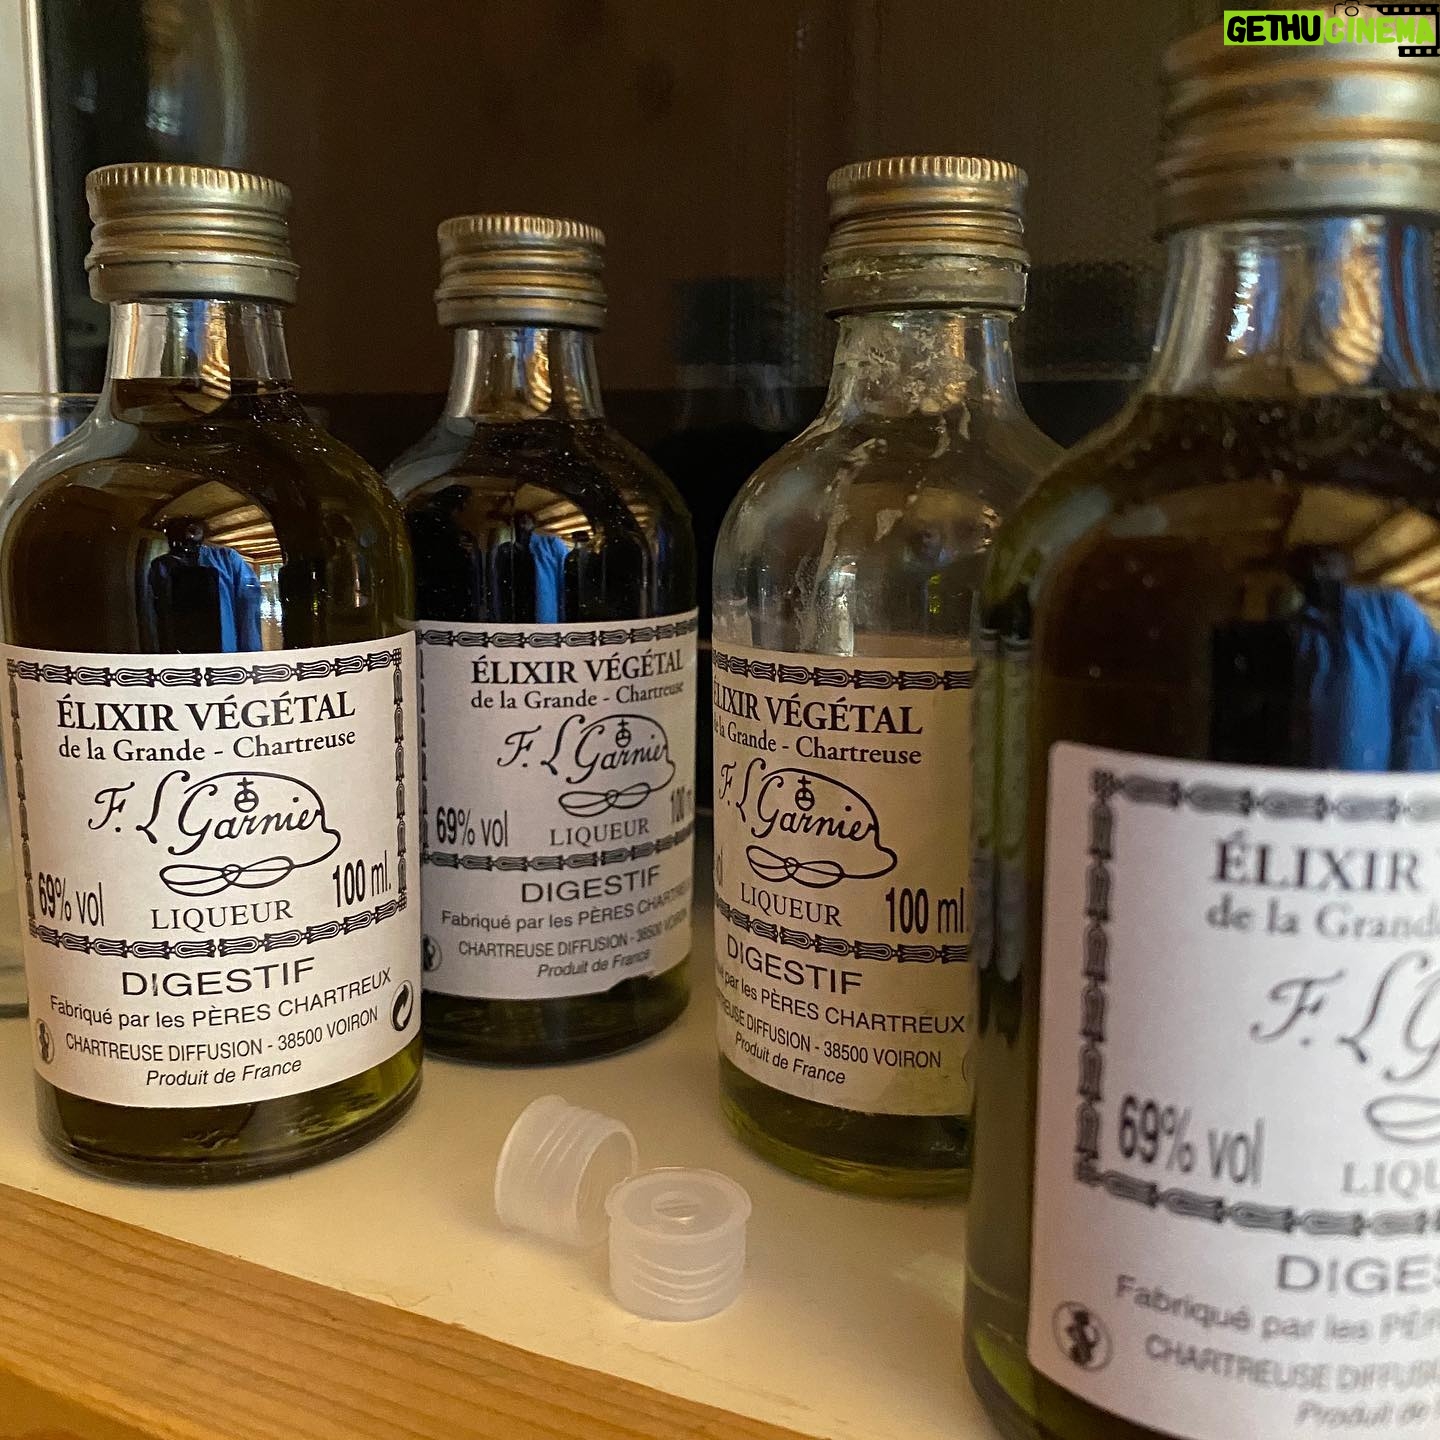 GETHUCINEMA
ÉLIXIR VÉGÉTAL
de la Grande - Chartreuse
F. L Garnier
69% vol
LIQUEUR
100 ml.
DIGESTIF
Fabriqué par les PÈRES CHARTREUX
CHARTREUSE DIFFUSION - 38500 VOIRON
Produit de France
ÉLIXIR VÉGÉTAL
de la Grande - Chartreuse
F. L Garnier
69% vol
LIQUEUR
DIGESTIF
Fabriqué par les PÈRES
CHARTREUSE DIFFUSION - 38500 VOIRON
Produit de France
ÉLIXIR VÉGÉTAL
de la Grande - Chartreuse
F. L Garnier
LIQUEUR
100 ml.
DIGESTIF
par les PÈRES CHARTREUX
DIFFUSION - 38500 VOIRON
Produit de France
ÉLIXIR
de la
F. L
69% vol
Fabriqué par les
CHARTREUSE
Produit de